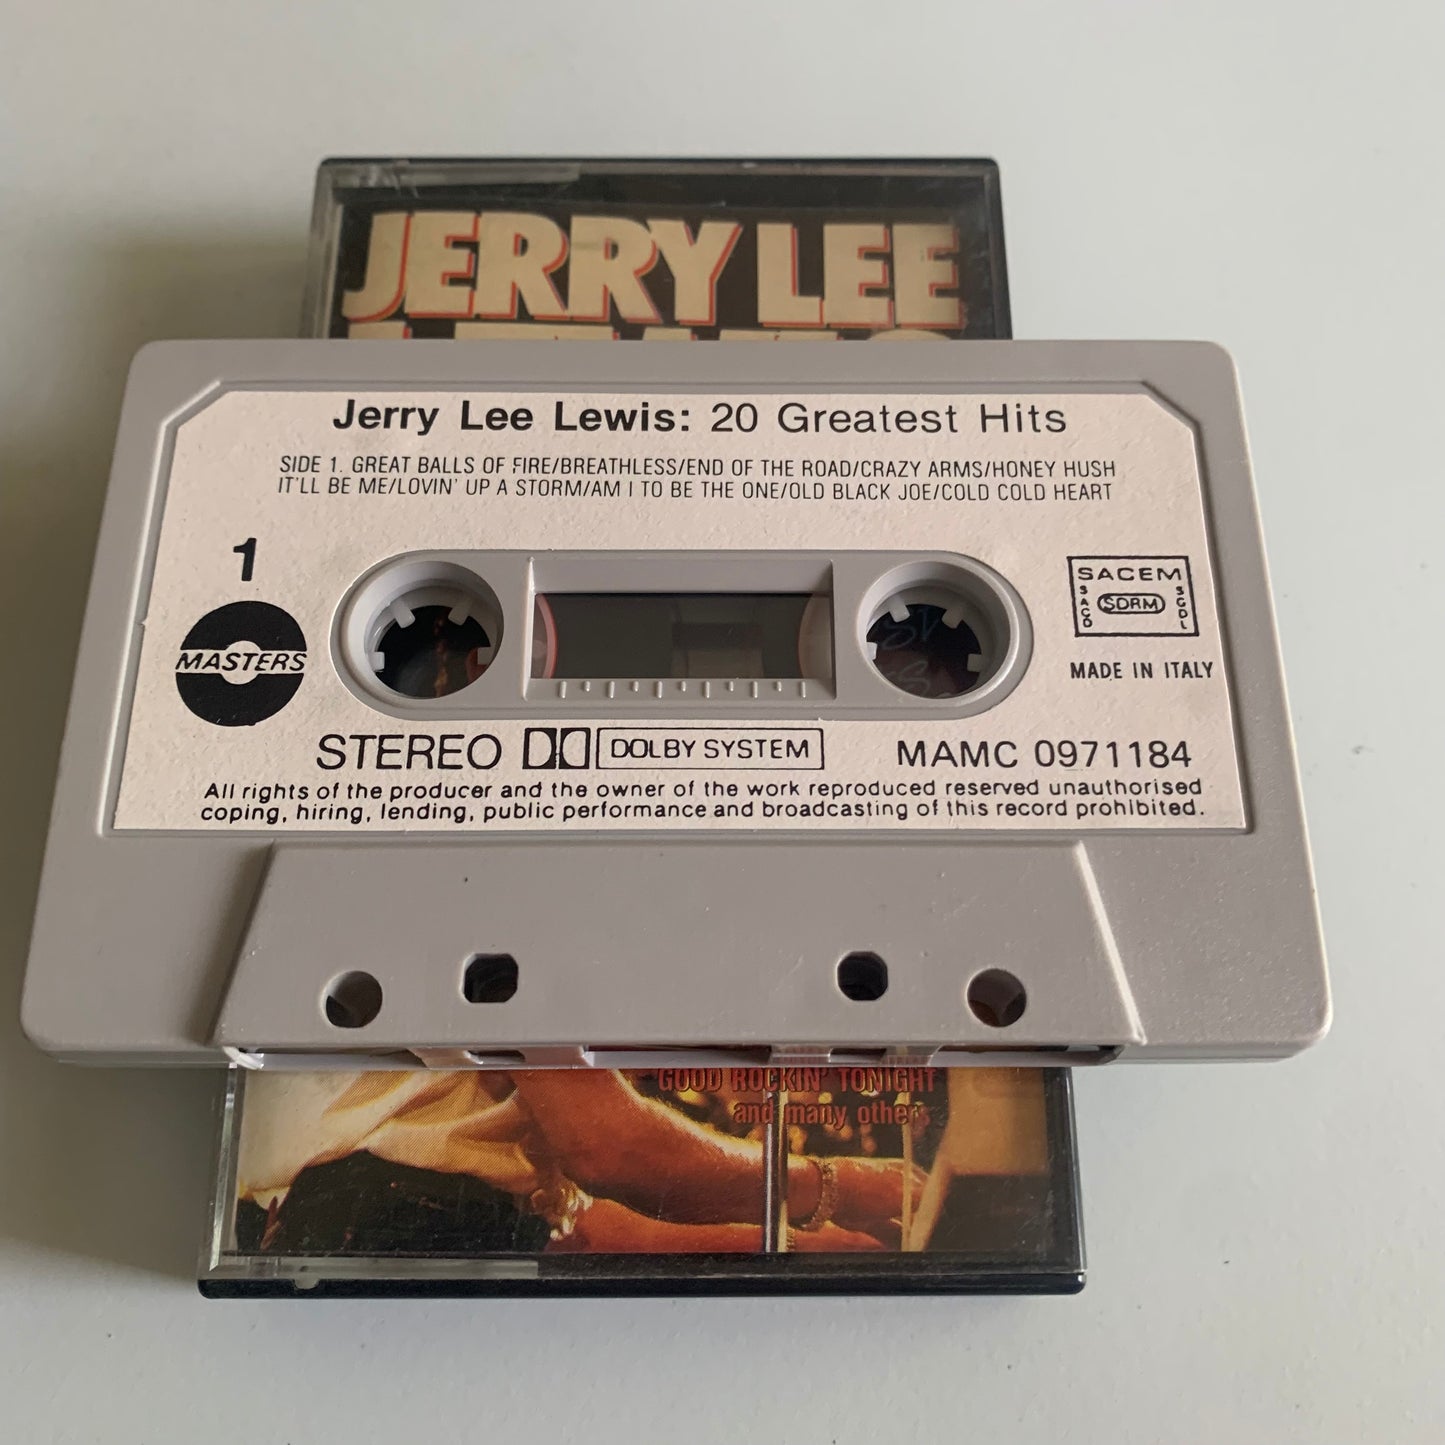 JERRY LEE
Jerry Lee Lewis: 20 Greatest Hits
SIDE 1. GREAT BALLS OF FIRE/BREATHLESS/END OF THE ROAD/CRAZY ARMS/HONEY HUSH
IT'LL BE ME/LOVIN' UP A STORM/AM I TO BE THE ONE/OLD BLACK JOE/COLD COLD HEART
1
MASTERS
SACEM
SACD
SDRM
SGDL
MADE IN ITALY
STEREO DOLBY SYSTEM
MAMC 0971184
All rights of the producer and the owner of the work reproduced reserved unauthorised
coping, hiring, lending, public performance and broadcasting of this record prohibited.
GOOD ROCKIN' TONIGHT
and many others